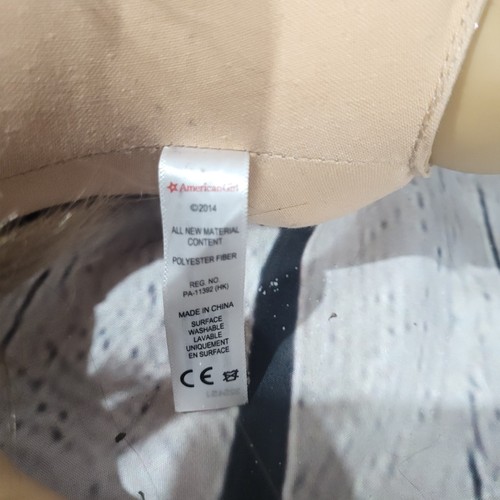 AmericanGirl
©2014
ALL NEW MATERIAL
CONTENT
POLYESTER FIBER
REG. NO.
PA-11392 (HK)
MADE IN CHINA
SURFACE
WASHABLE
LAVABLE
UNIQUEMENT
EN SURFACE
CE